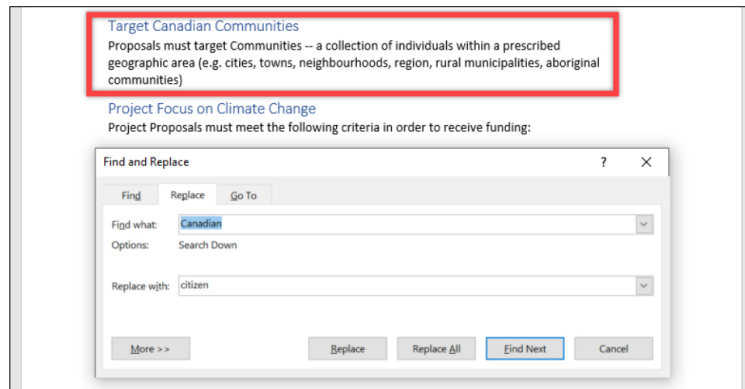 Target Canadian Communities
Proposals must target Communities -- a collection of individuals within a prescribed
geographic area (e.g. cities, towns, neighbourhoods, region, rural municipalities, aboriginal
communities)
Project Focus on Climate Change
Project Proposals must meet the following criteria in order to receive funding:
Find and Replace ? X
Find Replace Go To
Find what: Canadian
Options: Search Down
Replace with: citizen
More >> Replace Replace All Find Next Cancel